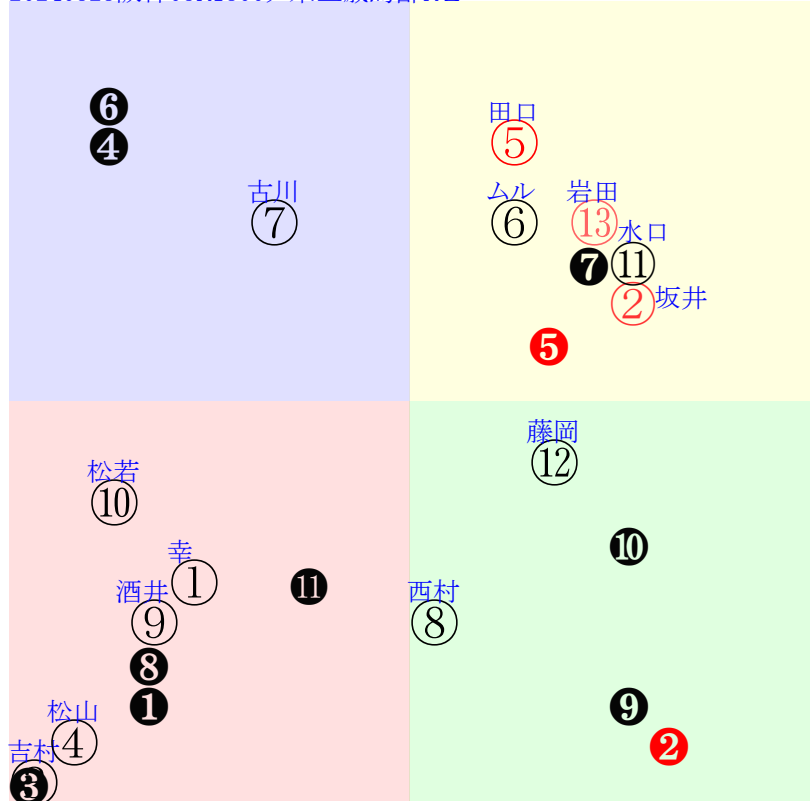 ❻
❹
田口
⑤
古川
⑦
ムル
⑥
岩田
⑬
水口
⑪
❼
②
坂井
❺
藤岡
⑫
松若
⑩
幸
①
⓫
❿
酒井
⑨
西村
⑧
❽
❶
❾
松山
④
❷
吉村
❸